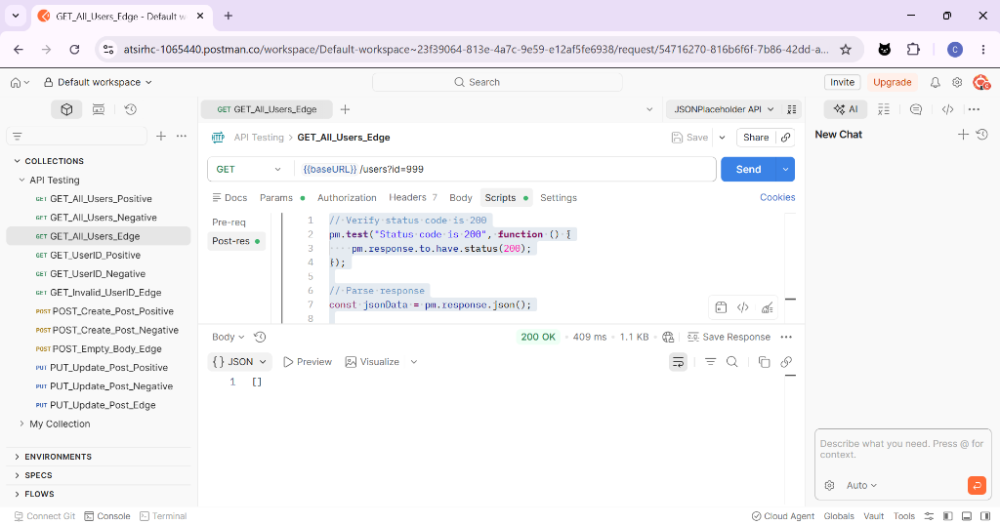 GET_All_Users_Edge - Default w
atsirhc-1065440.postman.co/workspace/Default-workspace~23f39064-813e-4a7c-9e59-e12af5fe6938/request/54716270-816b6f6f-7b86-42dd-a...
C
Default workspace
Search
Invite
Upgrade
GET GET_All_Users_Edge
JSONPlaceholder API
AI
New Chat
COLLECTIONS
API Testing
GET GET_All_Users_Positive
GET GET_All_Users_Negative
GET GET_All_Users_Edge
GET GET_UserID_Positive
GET GET_UserID_Negative
GET GET_Invalid_UserID_Edge
POST POST_Create_Post_Positive
POST POST_Create_Post_Negative
POST POST_Empty_Body_Edge
PUT PUT_Update_Post_Positive
PUT PUT_Update_Post_Negative
PUT PUT_Update_Post_Edge
My Collection
ENVIRONMENTS
SPECS
FLOWS
HTTP API Testing > GET_All_Users_Edge
Save
Share
GET {{baseURL}} /users?id=999
Send
Docs Params Authorization Headers 7 Body Scripts Settings Cookies
Pre-req
Post-res
1 // Verify status code is 200
2 pm.test("Status code is 200", function () {
3 pm.response.to.have.status(200);
4 });
5
6 // Parse response
7 const jsonData = pm.response.json();
8
Body 200 OK 409 ms 1.1 KB Save Response
{} JSON Preview Visualize
1 []
Describe what you need. Press @ for
context.
Auto
Connect Git Console Terminal
Cloud Agent Globals Vault Tools